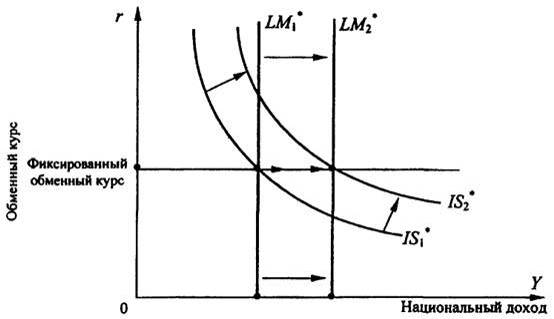 r
LM₁*
LM₂*
Обменный курс
Фиксированный
обменный курс
IS₂*
IS₁*
Y
0
Национальный доход